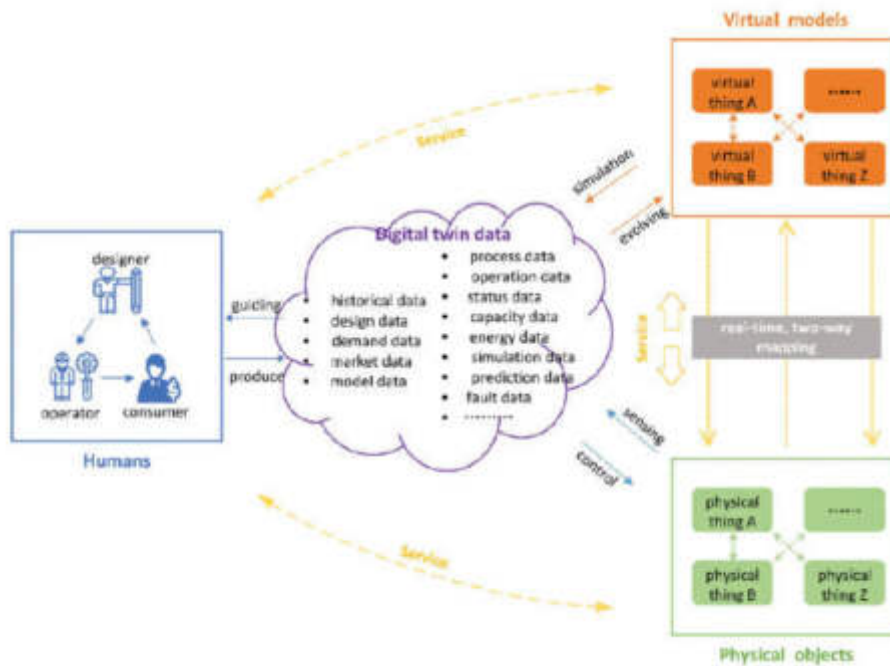 Virtual models
virtual
thing A
......
virtual
thing B
virtual
thing Z
Service
simulation
evolving
Digital twin data
• process data
• operation data
• status data
• capacity data
• energy data
• simulation data
• prediction data
• fault data
• ·········
• historical data
• design data
• demand data
• market data
• model data
designer
operator
consumer
Humans
guiding
produce
Service
real-time, two-way
mapping
sensing
control
Service
physical
thing A
......
physical
thing B
physical
thing Z
Physical objects